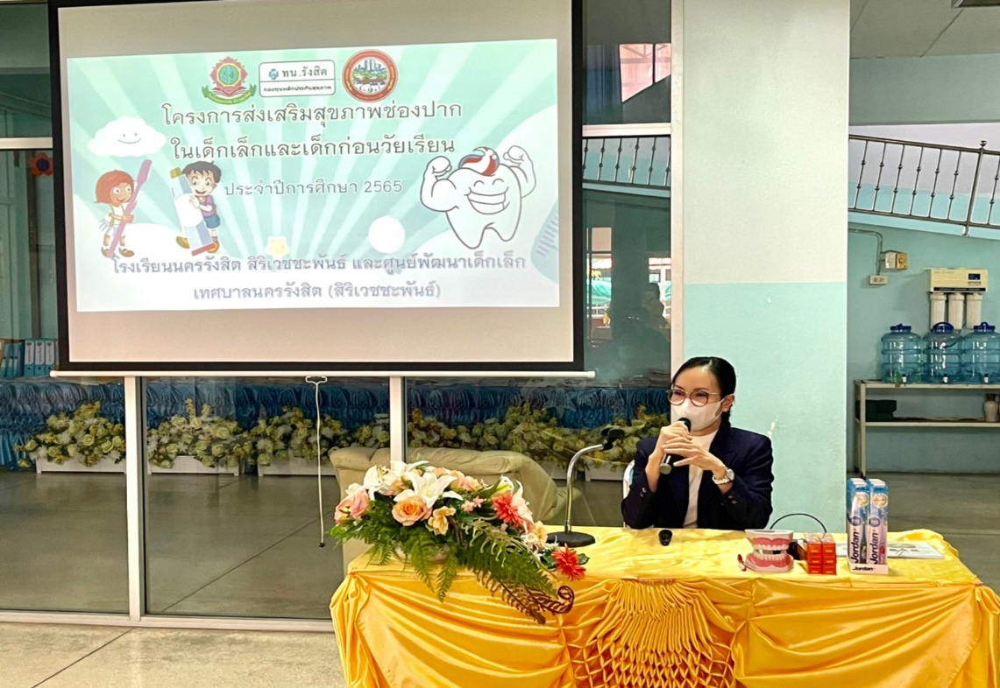 ทน.รังสิต
กองทุนหลักประกันสุขภาพ
โครงการส่งเสริมสุขภาพช่องปาก
ในเด็กเล็กและเด็กก่อนวัยเรียน
ประจำปีการศึกษา 2565
โรงเรียนนครรังสิต สิริเวชชะพันธ์ และศูนย์พัฒนาเด็กเล็ก
เทศบาลนครรังสิต (สิริเวชชะพันธ์)
Jordan
Jordan
Jordan